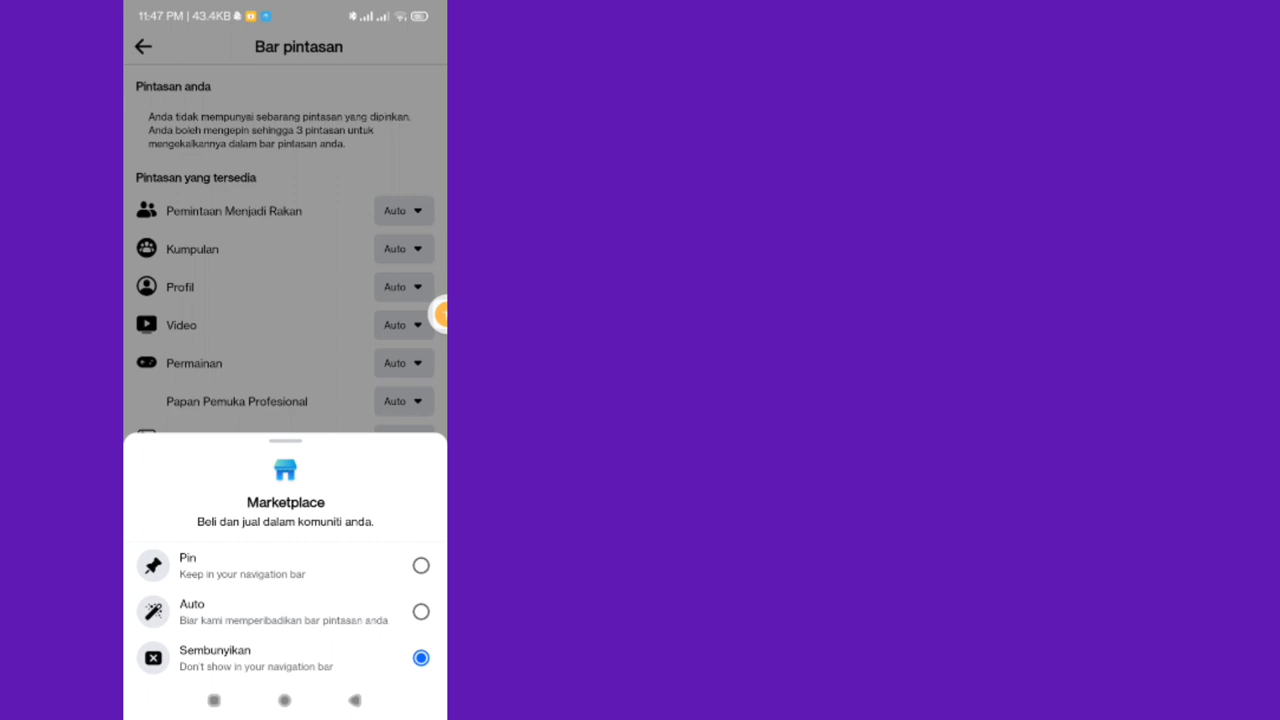 11:47 PM | 43.4KB
Bar pintasan
Pintasan anda
Anda tidak mempunyai sebarang pintasan yang dipinkan.
Anda boleh mengepin sehingga 3 pintasan untuk
mengekalkannya dalam bar pintasan anda.
Pintasan yang tersedia
Pemintaan Menjadi Rakan Auto
Kumpulan Auto
Profil Auto
Video Auto
Permainan Auto
Papan Pemuka Profesional Auto
Marketplace
Beli dan jual dalam komuniti anda.
Pin
Keep in your navigation bar
Auto
Biar kami memperibadikan bar pintasan anda
Sembunyikan
Don't show in your navigation bar